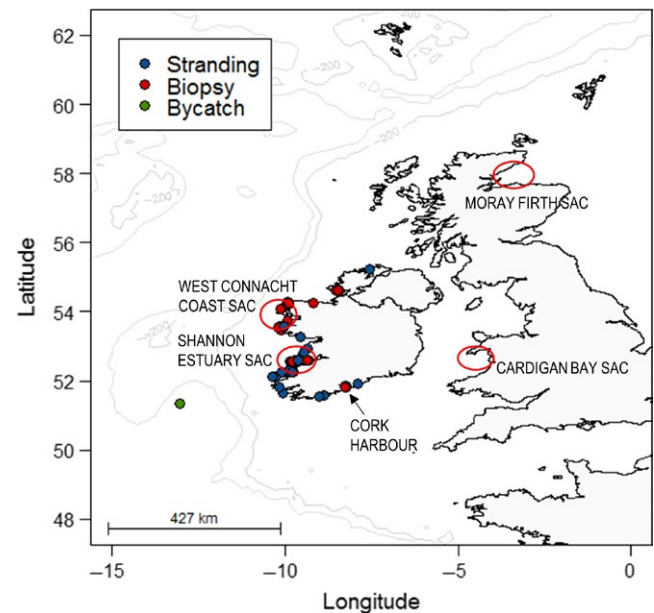 Stranding
Biopsy
Bycatch
62
60
58
56
54
52
50
48
Latitude
-200
-200
-200
MORAY FIRTH SAC
WEST CONNACHT
COAST SAC
SHANNON
ESTUARY SAC
CARDIGAN BAY SAC
CORK
HARBOUR
427 km
−15
−10
−5
0
Longitude